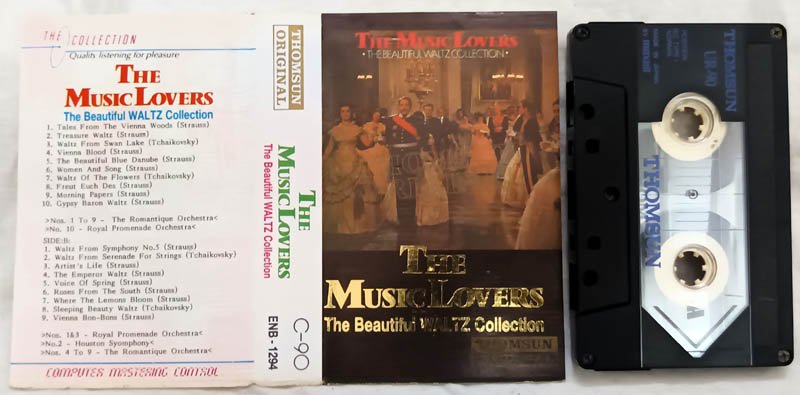 THE COLLECTION
Quality listening for pleasure
THE
MUSIC LOVERS
The Beautiful WALTZ Collection
1. Tales From The Vienna Woods (Strauss)
2. Treasure Waltz (Strauss)
3. Waltz From Swan Lake (Tchaikovsky)
4. Vienna Blood (Strauss)
5. The Beautiful Blue Danube (Strauss)
6. Women And Song (Strauss)
7. Waltz Of The Flowers (Tchaikovsky)
8. Freut Euch Des (Strauss)
9. Morning Papers (Strauss)
10. Gypsy Baron Waltz (Strauss)
>Nos. 1 To 9 - The Romantique Orchestra<
>No. 10 - Royal Promenade Orchestra<
SIDE:B:
1. Waltz From Symphony No.5 (Strauss)
2. Waltz From Serenade For Strings (Tchaikovsky)
3. Artist's Life (Strauss)
4. The Emperor Waltz (Strauss)
5. Voice Of Spring (Strauss)
6. Roses From The South (Strauss)
7. Where The Lemons Bloom (Strauss)
8. Sleeping Beauty Waltz (Tchaikovsky)
9. Vienna Bon-Bons (Strauss)
>Nos. 1&3 - Royal Promenade Orchestra<
>No.2 - Houston Syomphony<
>Nos. 4 To 9 - The Romantique Orchestra<
COMPUTER MASTERING CONTROL
THOMSUN
ORIGINAL
THE
MUSIC LOVERS
The Beautiful WALTZ Collection
C-90
ENB-1294
THE MUSIC LOVERS
• THE BEAUTIFUL WALTZ COLLECTION •
THE
MUSIC LOVERS
The Beautiful WALTZ Collection
THOMSUN
THOMSUN
UR-90
THOMSUN
A